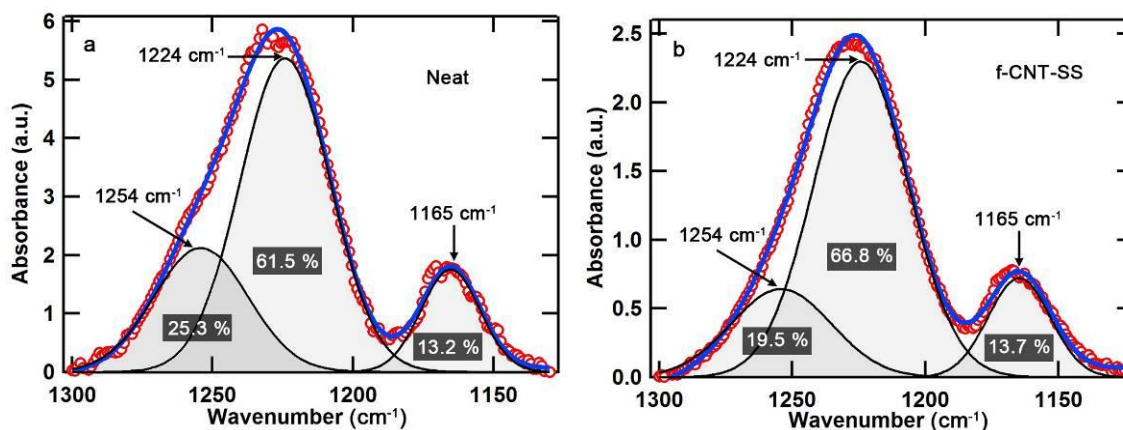 a
Neat
1224 cm⁻¹
1254 cm⁻¹
1165 cm⁻¹
61.5 %
25.3 %
13.2 %
6
5
4
3
2
1
0
Absorbance (a.u.)
1300
1250
1200
1150
Wavenumber (cm⁻¹)
b
f-CNT-SS
1224 cm⁻¹
1254 cm⁻¹
1165 cm⁻¹
66.8 %
19.5 %
13.7 %
2.5
2.0
1.5
1.0
0.5
0.0
Absorbance (a.u.)
1300
1250
1200
1150
Wavenumber (cm⁻¹)